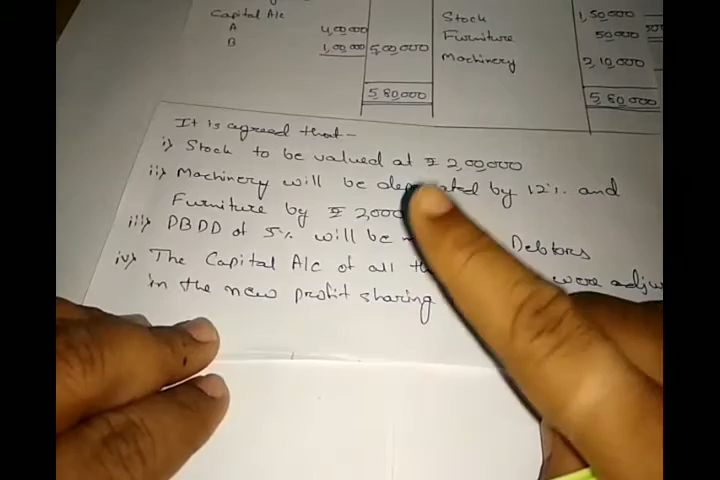 Capital A/c
A 4,00,000
B 1,00,000 5,00,000
5,80,000
Stock 1,50,000
Furniture 50,000
Machinery 2,10,000
5,80,000
It is agreed that -
i) Stock to be valued at ₹ 2,00,000
ii) Machinery will be by 12% and
Furniture by ₹ 2,000
iii) PBDD of 5% will be Debtors
iv) The Capital A/c of all were
in the new profit sharing